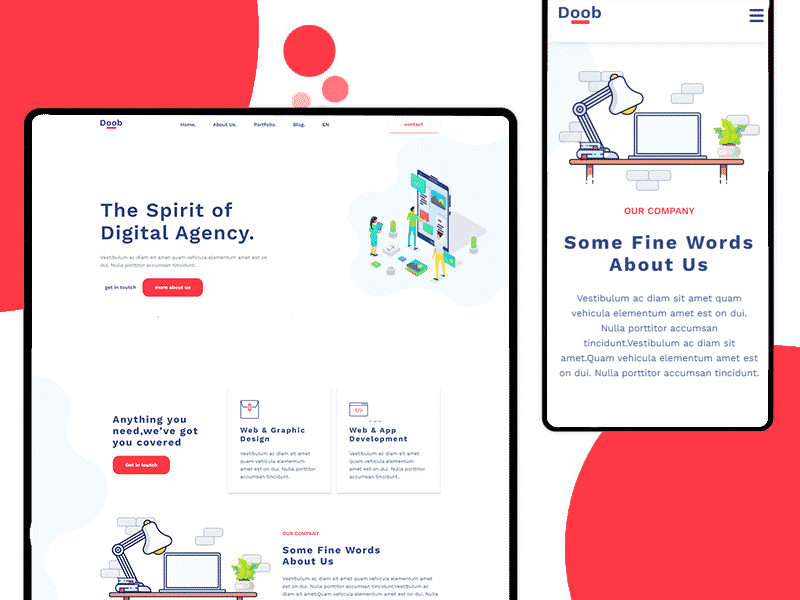 Doob
Home.
About Us.
Portfolio.
Blog.
EN
contact
The Spirit of
Digital Agency.
Vestibulum ac diam sit amet quam vehicula elementum amet est on
dui. Nulla porttitor accumsan tincidunt.
get in toutch
more about us
Anything you
need,we've got
you covered
Get in toutch
Web & Graphic
Design
Vestibulum ac diam sit amet
quam vehicula elementum
amet est on dui. Nulla porttitor
accumsan tincidunt.
Web & App
Development
Vestibulum ac diam sit amet
quam vehicula elementum
amet est on dui. Nulla porttitor
accumsan tincidunt..
OUR COMPANY
Some Fine Words
About Us
Vestibulum ac diam sit amet quam vehicula elementum amet
est on dui. Nulla porttitor accumsan tincidunt.Vestibulum ac
diam sit amet.Quam vehicula elementum amet est on dui.
Doob
OUR COMPANY
Some Fine Words
About Us
Vestibulum ac diam sit amet quam
vehicula elementum amet est on dui.
Nulla porttitor accumsan
tincidunt.Vestibulum ac diam sit
amet.Quam vehicula elementum amet est
on dui. Nulla porttitor accumsan tincidunt.